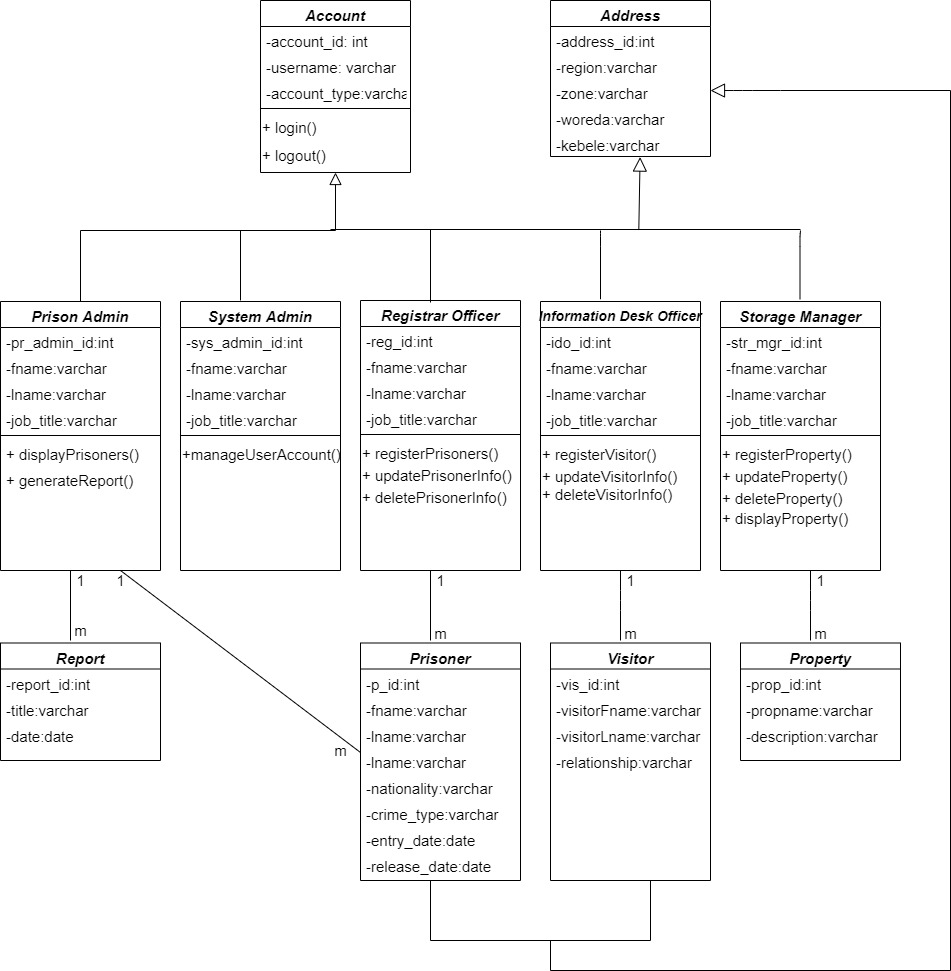 Account
-account_id: int
-username: varchar
-account_type:varcha
+ login()
+ logout()
Address
-address_id:int
-region:varchar
-zone:varchar
-woreda:varchar
-kebele:varchar
Prison Admin
-pr_admin_id:int
-fname:varchar
-lname:varchar
-job_title:varchar
+ displayPrisoners()
+ generateReport()
System Admin
-sys_admin_id:int
-fname:varchar
-lname:varchar
-job_title:varchar
+manageUserAccount()
Registrar Officer
-reg_id:int
-fname:varchar
-lname:varchar
-job_title:varchar
+ registerPrisoners()
+ updatePrisonerInfo()
+ deletePrisonerInfo()
Information Desk Officer
-ido_id:int
-fname:varchar
-lname:varchar
-job_title:varchar
+ registerVisitor()
+ updateVisitorInfo()
+ deleteVisitorInfo()
Storage Manager
-str_mgr_id:int
-fname:varchar
-lname:varchar
-job_title:varchar
+ registerProperty()
+ updateProperty()
+ deleteProperty()
+ displayProperty()
1
1
1
1
1
m
m
m
m
m
Report
-report_id:int
-title:varchar
-date:date
Prisoner
-p_id:int
-fname:varchar
-lname:varchar
-lname:varchar
-nationality:varchar
-crime_type:varchar
-entry_date:date
-release_date:date
Visitor
-vis_id:int
-visitorFname:varchar
-visitorLname:varchar
-relationship:varchar
Property
-prop_id:int
-propname:varchar
-description:varchar